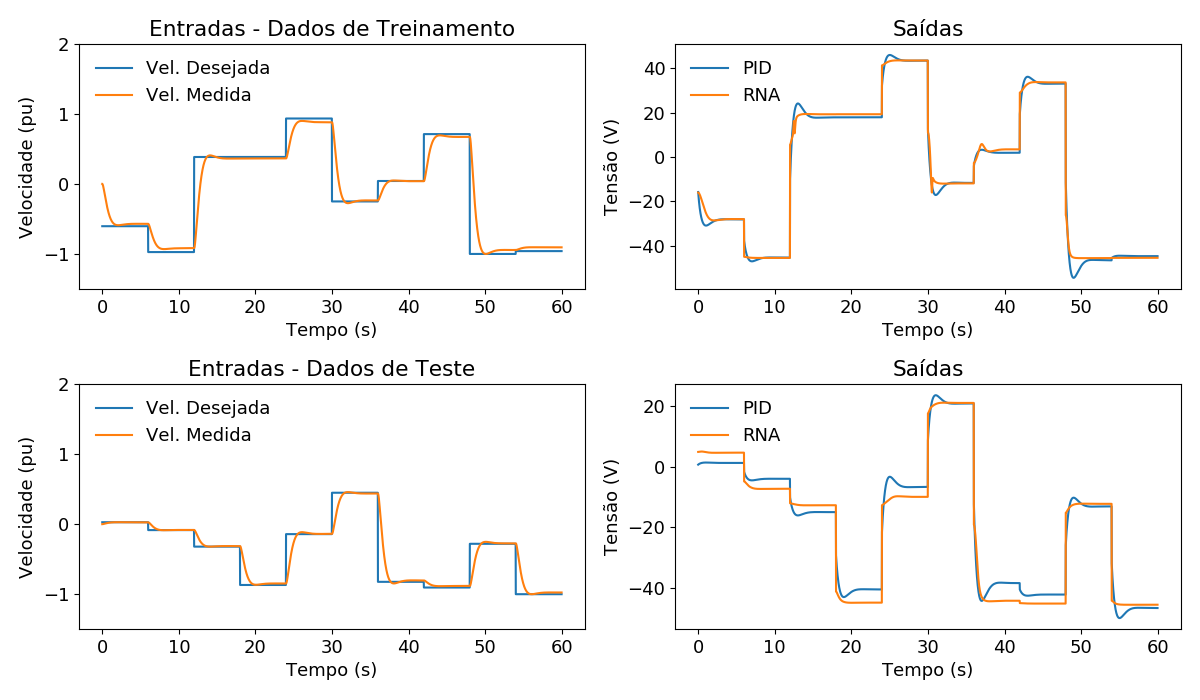 Entradas - Dados de Treinamento
2
1
0
−1
Velocidade (pu)
Vel. Desejada
Vel. Medida
0 10 20 30 40 50 60
Tempo (s)
Saídas
40
20
0
−20
−40
Tensão (V)
PID
RNA
0 10 20 30 40 50 60
Tempo (s)
Entradas - Dados de Teste
2
1
0
−1
Velocidade (pu)
Vel. Desejada
Vel. Medida
0 10 20 30 40 50 60
Tempo (s)
Saídas
20
0
−20
−40
Tensão (V)
PID
RNA
0 10 20 30 40 50 60
Tempo (s)